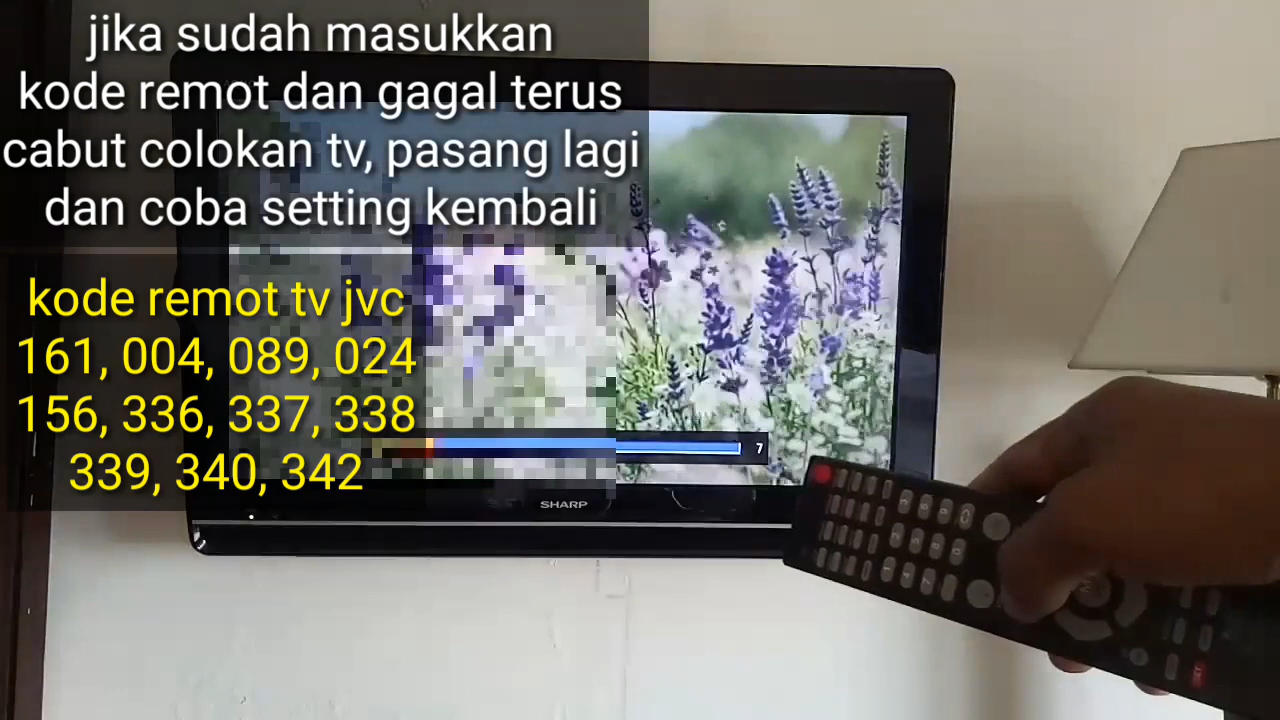 jika sudah masukkan
kode remot dan gagal terus
cabut colokan tv, pasang lagi
dan coba setting kembali
kode remot tv jvc
161, 004, 089, 024
156, 336, 337, 338
339, 340, 342
7
SHARP